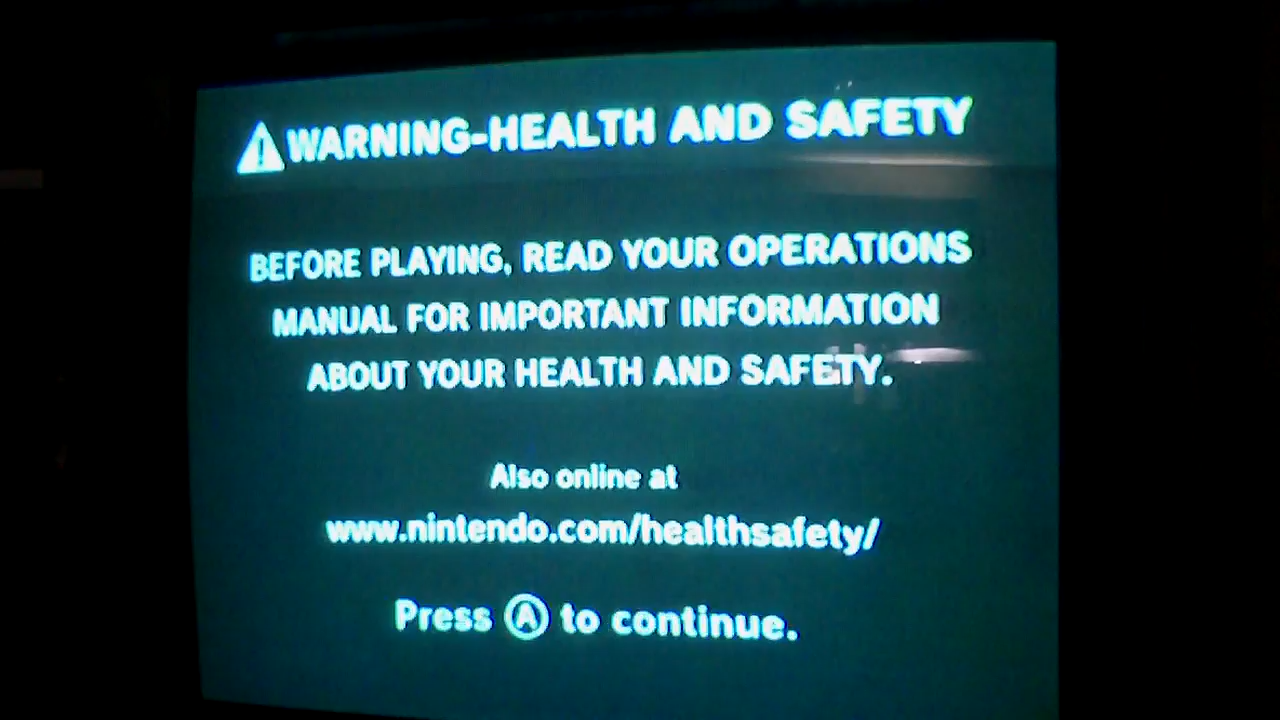 WARNING-HEALTH AND SAFETY
BEFORE PLAYING, READ YOUR OPERATIONS
MANUAL FOR IMPORTANT INFORMATION
ABOUT YOUR HEALTH AND SAFETY.
Also online at
www.nintendo.com/healthsafety/
Press A to continue.